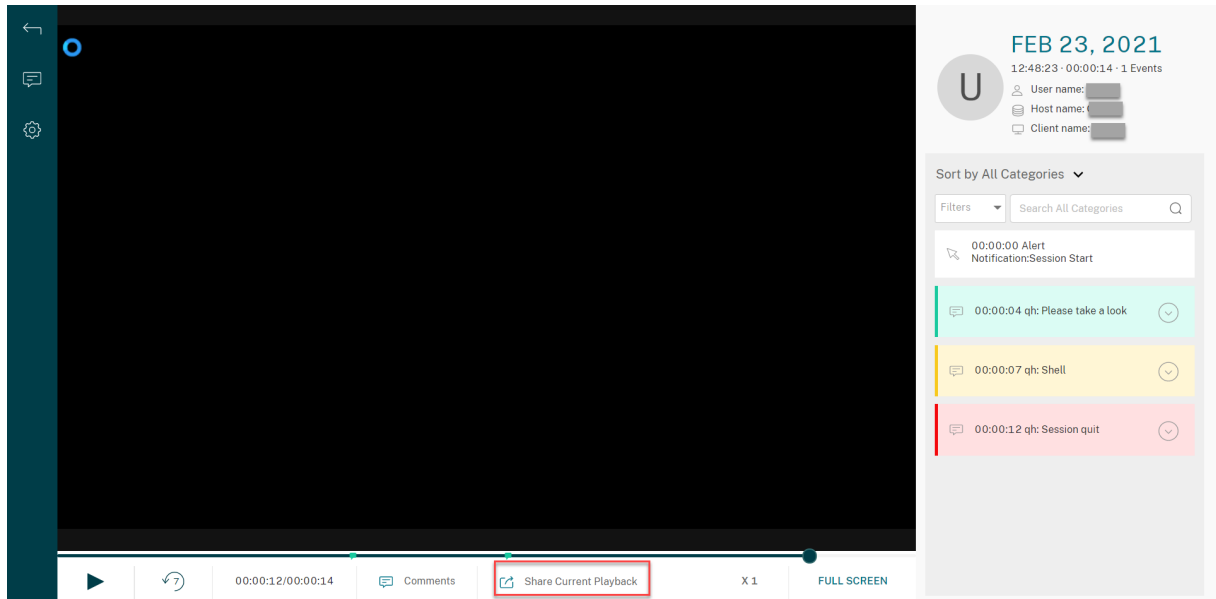 FEB 23, 2021
12:48:23 · 00:00:14 · 1 Events
U
User name:
Host name:
Client name:
Sort by All Categories
Filters
Search All Categories
00:00:00 Alert
Notification:Session Start
00:00:04 qh: Please take a look
00:00:07 qh: Shell
00:00:12 qh: Session quit
7
00:00:12/00:00:14
Comments
Share Current Playback
X 1
FULL SCREEN